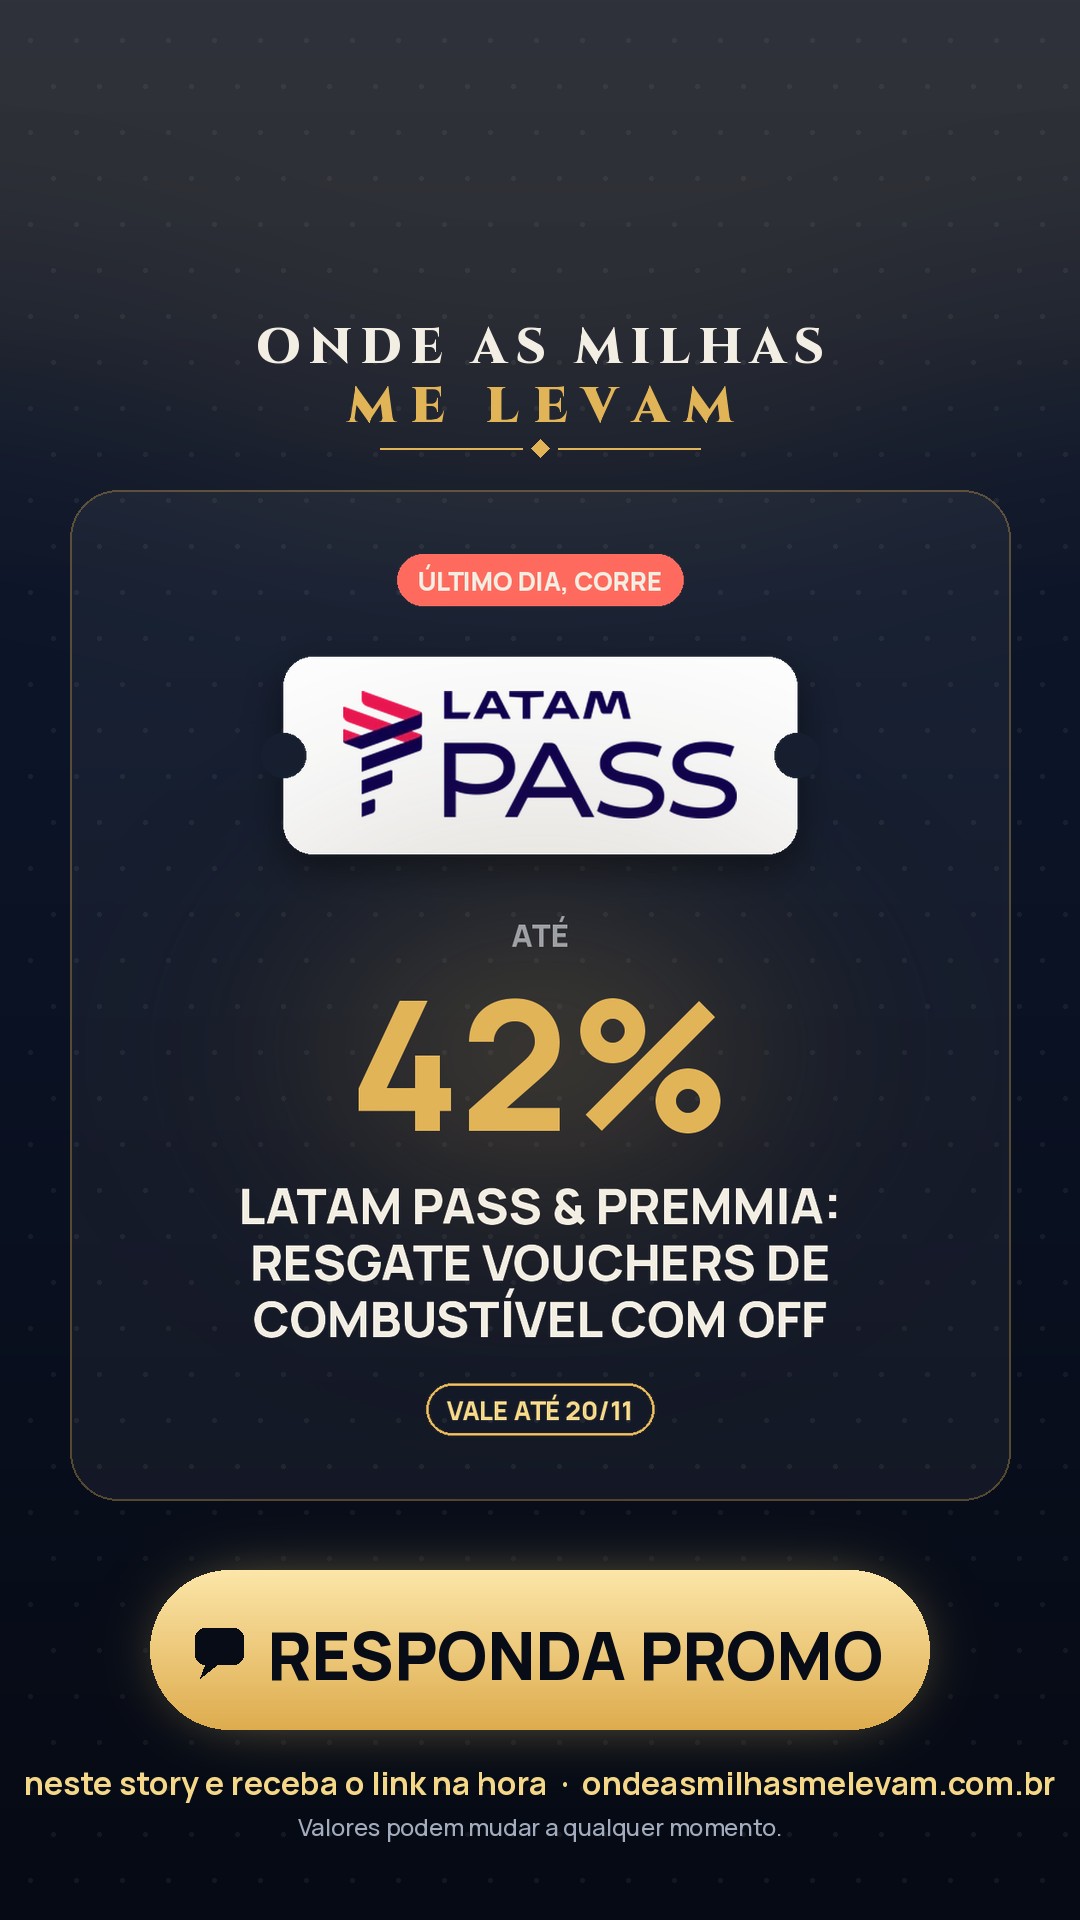 ONDE AS MILHAS
ME LEVAM
ÚLTIMO DIA, CORRE
LATAM
PASS
ATÉ
42%
LATAM PASS & PREMMIA:
RESGATE VOUCHERS DE
COMBUSTÍVEL COM OFF
VALE ATÉ 20/11
RESPONDA PROMO
neste story e receba o link na hora · ondeasmilhasmelevam.com.br
Valores podem mudar a qualquer momento.